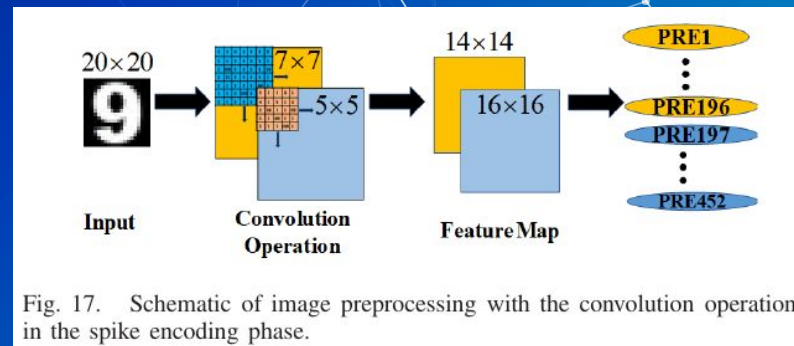 20×20
7×7
5×5
14×14
16×16
PRE1
PRE196
PRE197
PRE452
Input
Convolution
Operation
Feature Map
Fig. 17. Schematic of image preprocessing with the convolution operation
in the spike encoding phase.